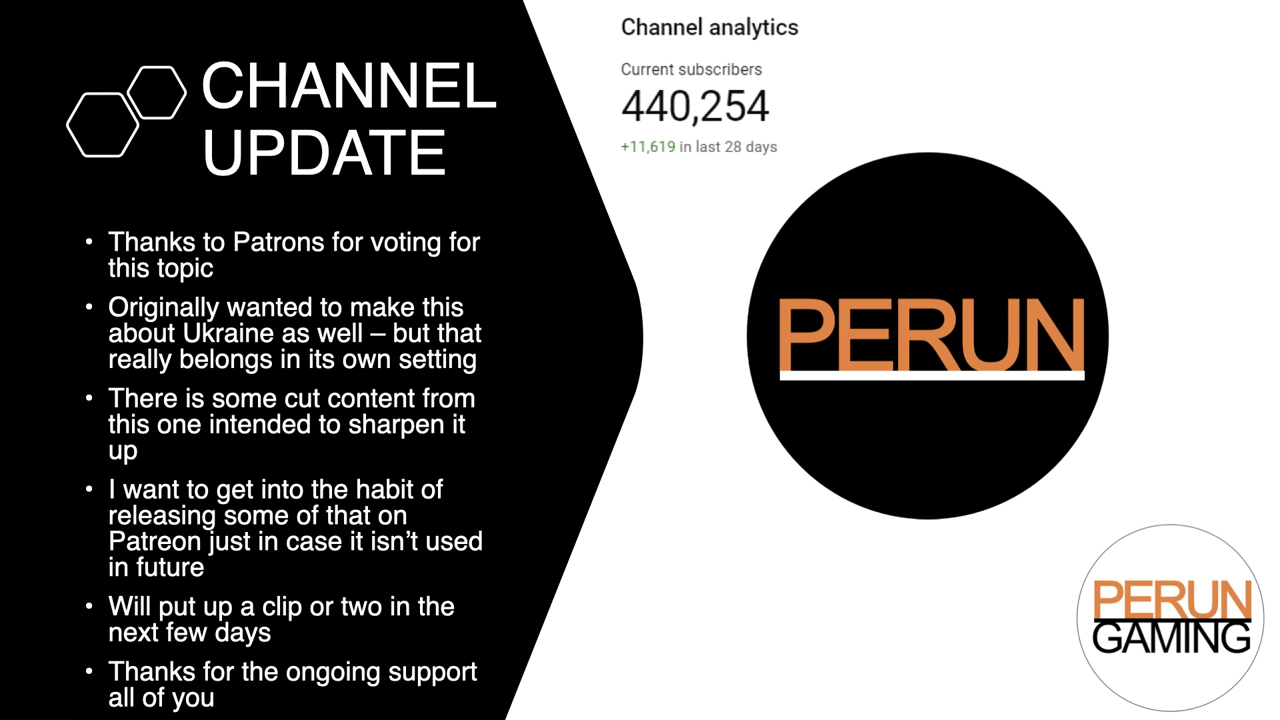 CHANNEL
UPDATE
• Thanks to Patrons for voting for
this topic
• Originally wanted to make this
about Ukraine as well – but that
really belongs in its own setting
• There is some cut content from
this one intended to sharpen it
up
• I want to get into the habit of
releasing some of that on
Patreon just in case it isn’t used
in future
• Will put up a clip or two in the
next few days
• Thanks for the ongoing support
all of you
Channel analytics
Current subscribers
440,254
+11,619 in last 28 days
PERUN
PERUN
GAMING